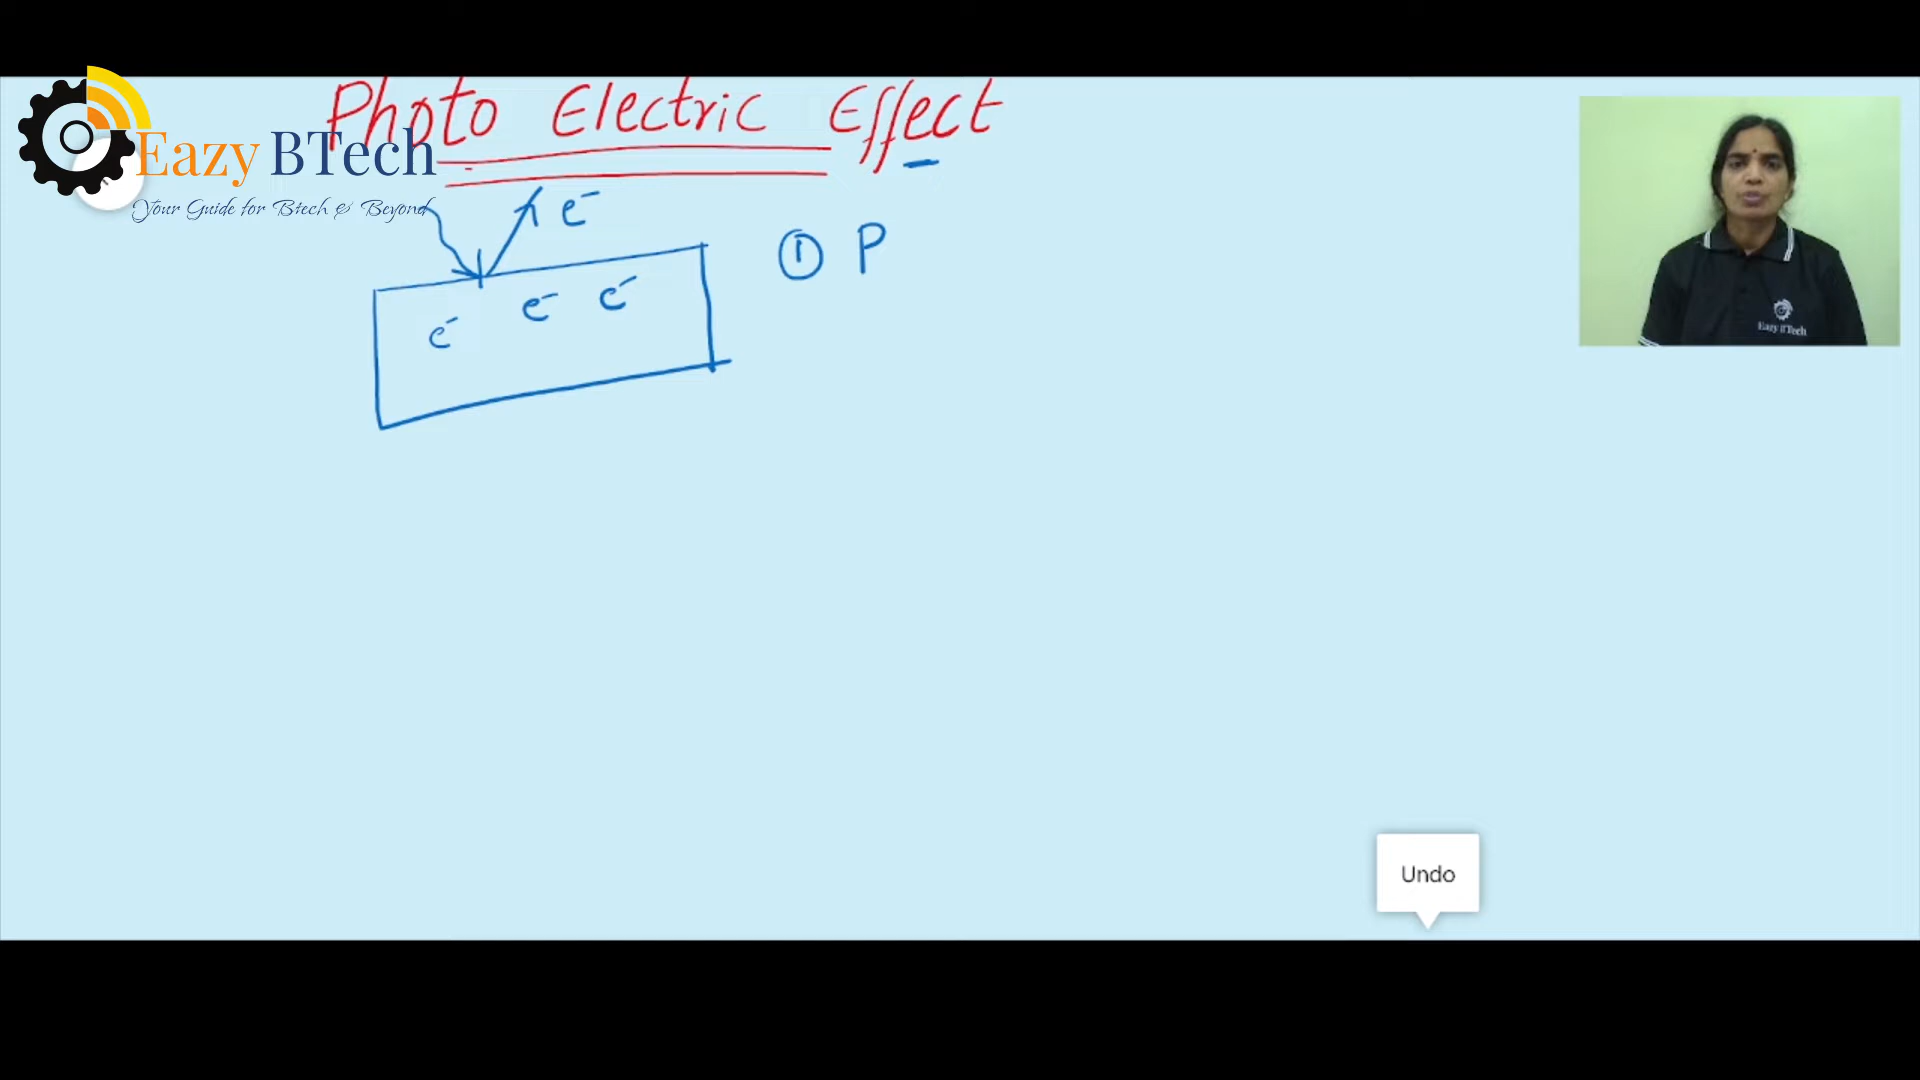 Photo Electric Effect
Eazy BTech
Your Guide for Btech & Beyond
e⁻
① P
e⁻ e⁻ e⁻
Eazy BTech
Undo